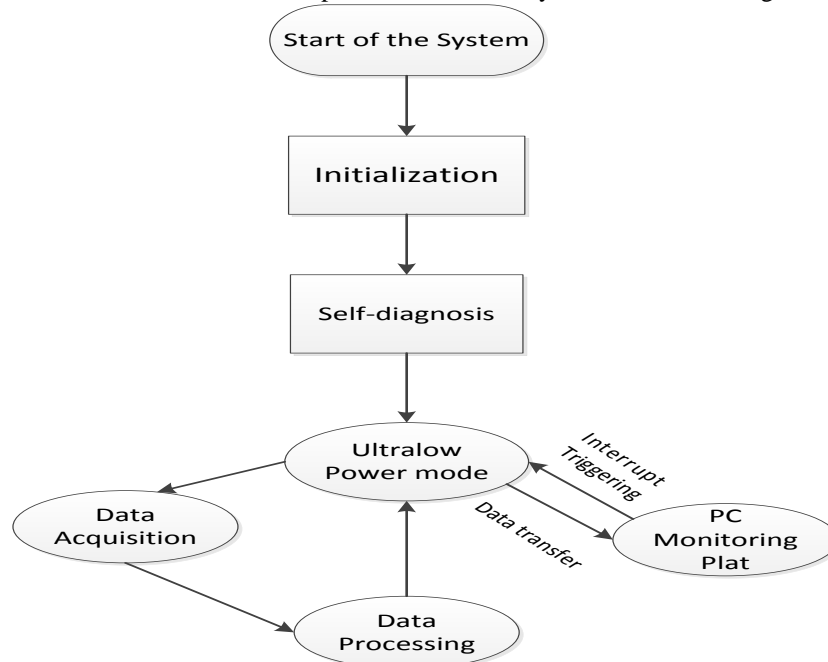 Start of the System
Initialization
Self-diagnosis
Ultralow
Power mode
Interrupt
Triggering
Data transfer
PC
Monitoring
Plat
Data
Acquisition
Data
Processing